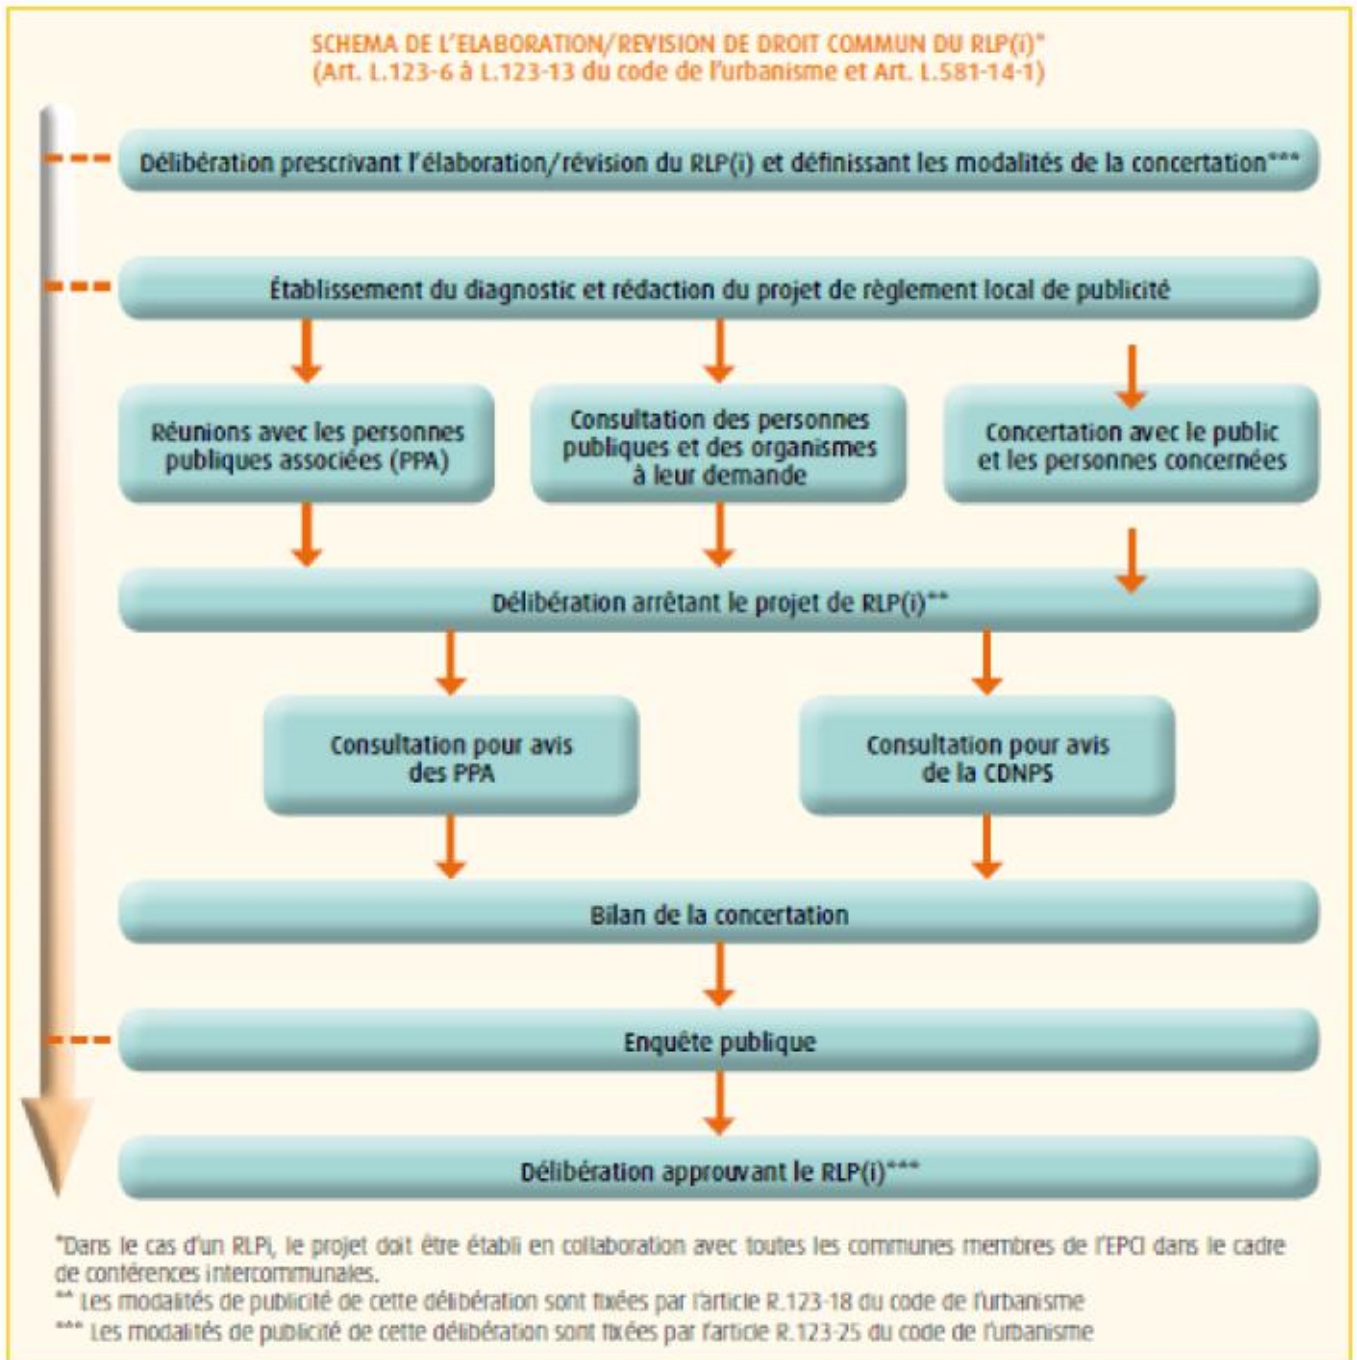 SCHEMA DE L'ELABORATION/REVISION DE DROIT COMMUN DU RLP(i)*
(Art. L.123-6 à L.123-13 du code de l'urbanisme et Art. L.581-14-1)
Délibération prescrivant l'élaboration/révision du RLP(i) et définissant les modalités de la concertation***
Établissement du diagnostic et rédaction du projet de règlement local de publicité
Réunions avec les personnes
publiques associées (PPA)
Consultation des personnes
publiques et des organismes
à leur demande
Concertation avec le public
et les personnes concernées
Délibération arrêtant le projet de RLP(i)**
Consultation pour avis
des PPA
Consultation pour avis
de la CDNPS
Bilan de la concertation
Enquête publique
Délibération approuvant le RLP(i)***
*Dans le cas d'un RLPi, le projet doit être établi en collaboration avec toutes les communes membres de l'EPCI dans le cadre
de conférences intercommunales.
** Les modalités de publicité de cette délibération sont fixées par l'article R.123-18 du code de l'urbanisme
*** Les modalités de publicité de cette délibération sont fixées par l'article R.123-25 du code de l'urbanisme